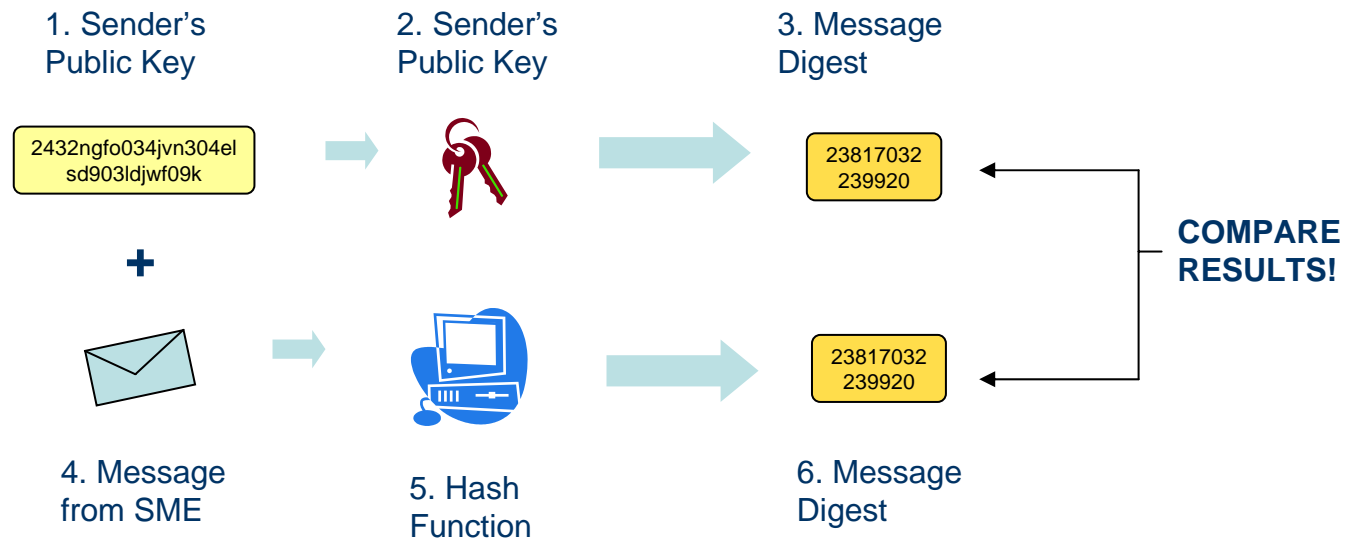 1. Sender's
Public Key
2. Sender's
Public Key
3. Message
Digest
2432ngfo034jvn304el
sd903ldjwf09k
23817032
239920
+
COMPARE
RESULTS!
23817032
239920
4. Message
from SME
5. Hash
Function
6. Message
Digest